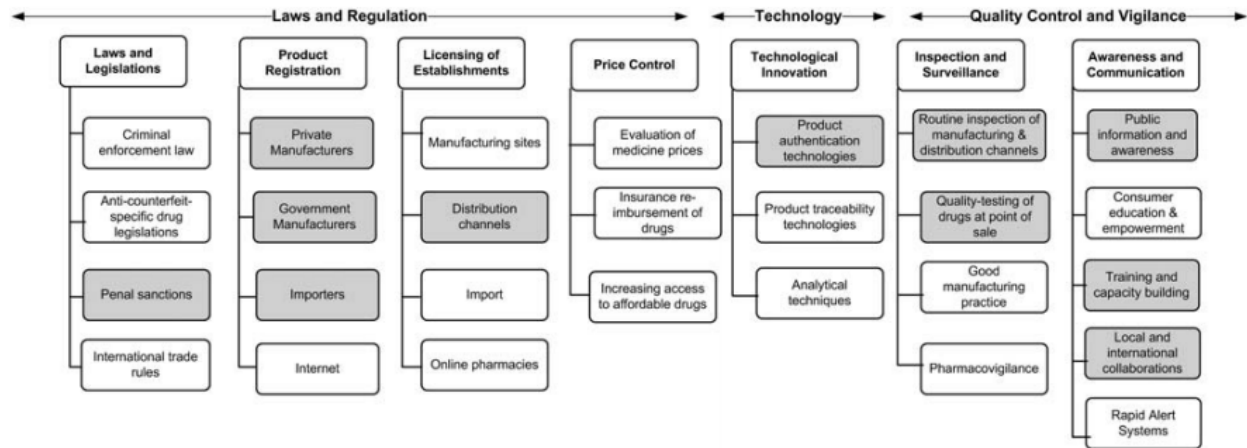 Laws and Regulation
Technology
Quality Control and Vigilance
Laws and
Legislations
Criminal
enforcement law
Anti-counterfeit-
specific drug
legislations
Penal sanctions
International trade
rules
Product
Registration
Private
Manufacturers
Government
Manufacturers
Importers
Internet
Licensing of
Establishments
Manufacturing sites
Distribution
channels
Import
Online pharmacies
Price Control
Evaluation of
medicine prices
Insurance re-
imbursement of
drugs
Increasing access
to affordable drugs
Technological
Innovation
Product
authentication
technologies
Product traceability
technologies
Analytical
techniques
Inspection and
Surveillance
Routine inspection of
manufacturing &
distribution channels
Quality-testing of
drugs at point of
sale
Good
manufacturing
practice
Pharmacovigilance
Awareness and
Communication
Public
information and
awareness
Consumer
education &
empowerment
Training and
capacity building
Local and
international
collaborations
Rapid Alert
Systems